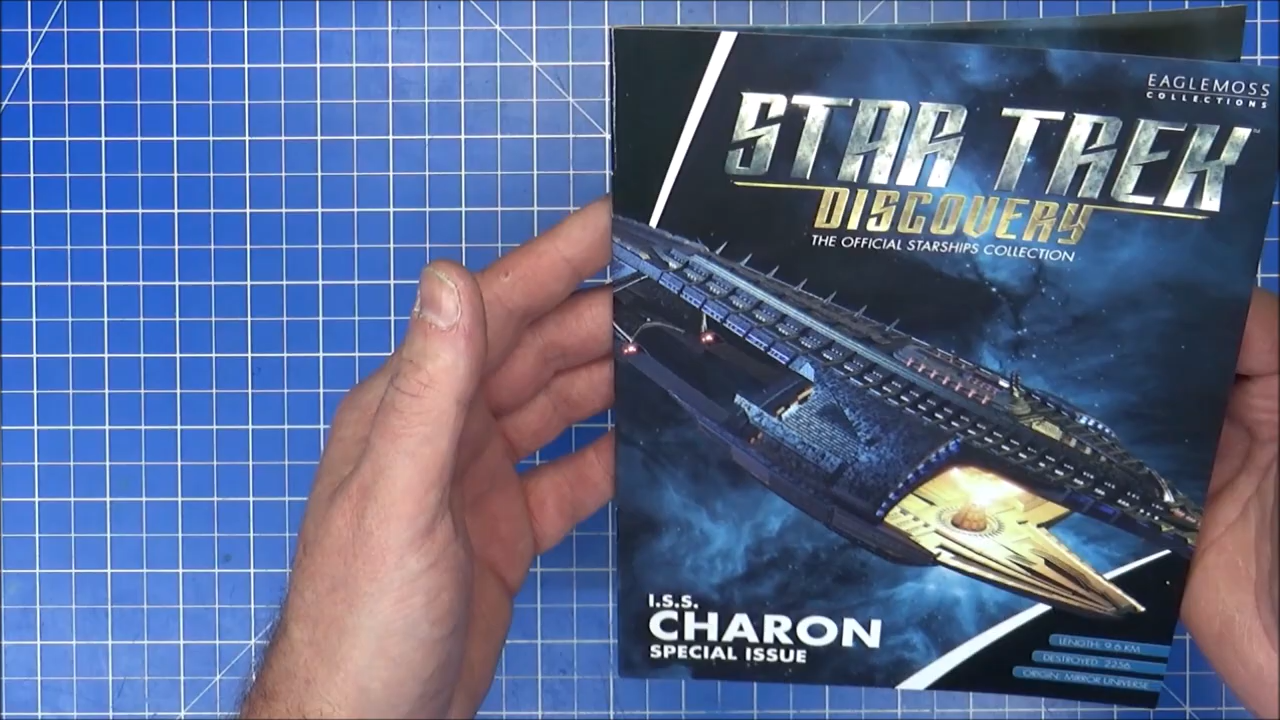 EAGLEMOSS
COLLECTIONS
STAR TREK™
DISCOVERY
THE OFFICIAL STARSHIPS COLLECTION
I.S.S.
CHARON
SPECIAL ISSUE
LENGTH: 9.6 KM
DESTROYED: 2256
ORIGIN: MIRROR UNIVERSE